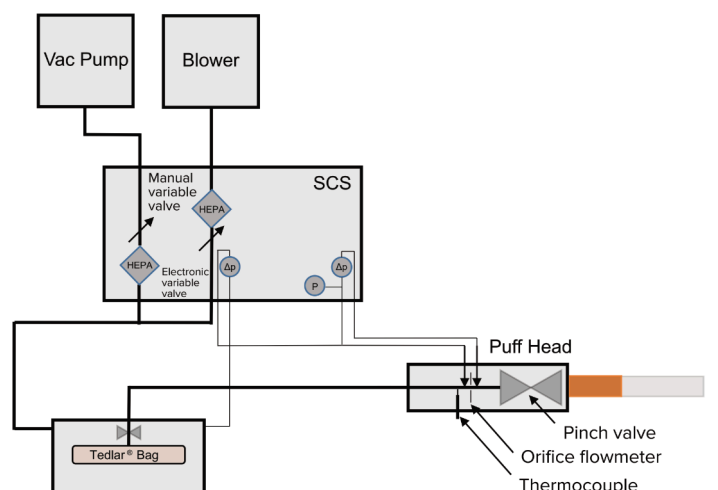 Vac Pump
Blower
SCS
Manual
variable
valve
HEPA
HEPA
Electronic
variable
valve
Δp
Δp
P
Puff Head
Pinch valve
Orifice flowmeter
Thermocouple
Tedlar® Bag